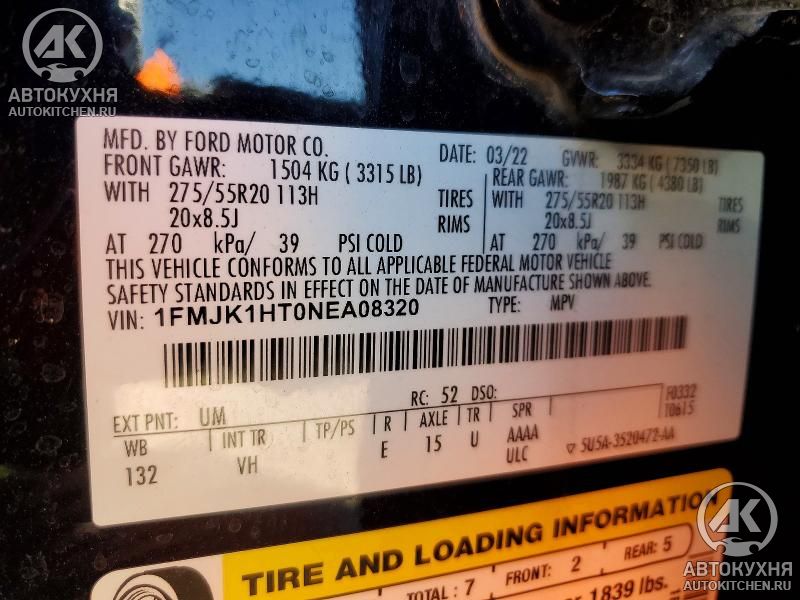 АК
АВТОКУХНЯ
AUTOKITCHEN.RU
MFD. BY FORD MOTOR CO. DATE: 03/22 GVWR: 3334 KG ( 7350 LB)
FRONT GAWR: 1504 KG ( 3315 LB) REAR GAWR: 1987 KG ( 4380 LB)
WITH 275/55R20 113H TIRES WITH 275/55R20 113H TIRES
20x8.5J RIMS 20x8.5J RIMS
AT 270 kPa/ 39 PSI COLD AT 270 kPa/ 39 PSI COLD
THIS VEHICLE CONFORMS TO ALL APPLICABLE FEDERAL MOTOR VEHICLE
SAFETY STANDARDS IN EFFECT ON THE DATE OF MANUFACTURE SHOWN ABOVE.
VIN: 1FMJK1HT0NEA08320 TYPE: MPV
RC: 52 DSO: F0332
EXT PNT: UM T0615
WB INT TR TP/PS R AXLE TR SPR
132 VH E 15 U AAAA
ULC ▽ 5U5A-3520472-AA
TIRE AND LOADING INFORMATION
TOTAL : 7 FRONT: 2 REAR: 5
1839 lbs.
АК
АВТОКУХНЯ
AUTOKITCHEN.RU